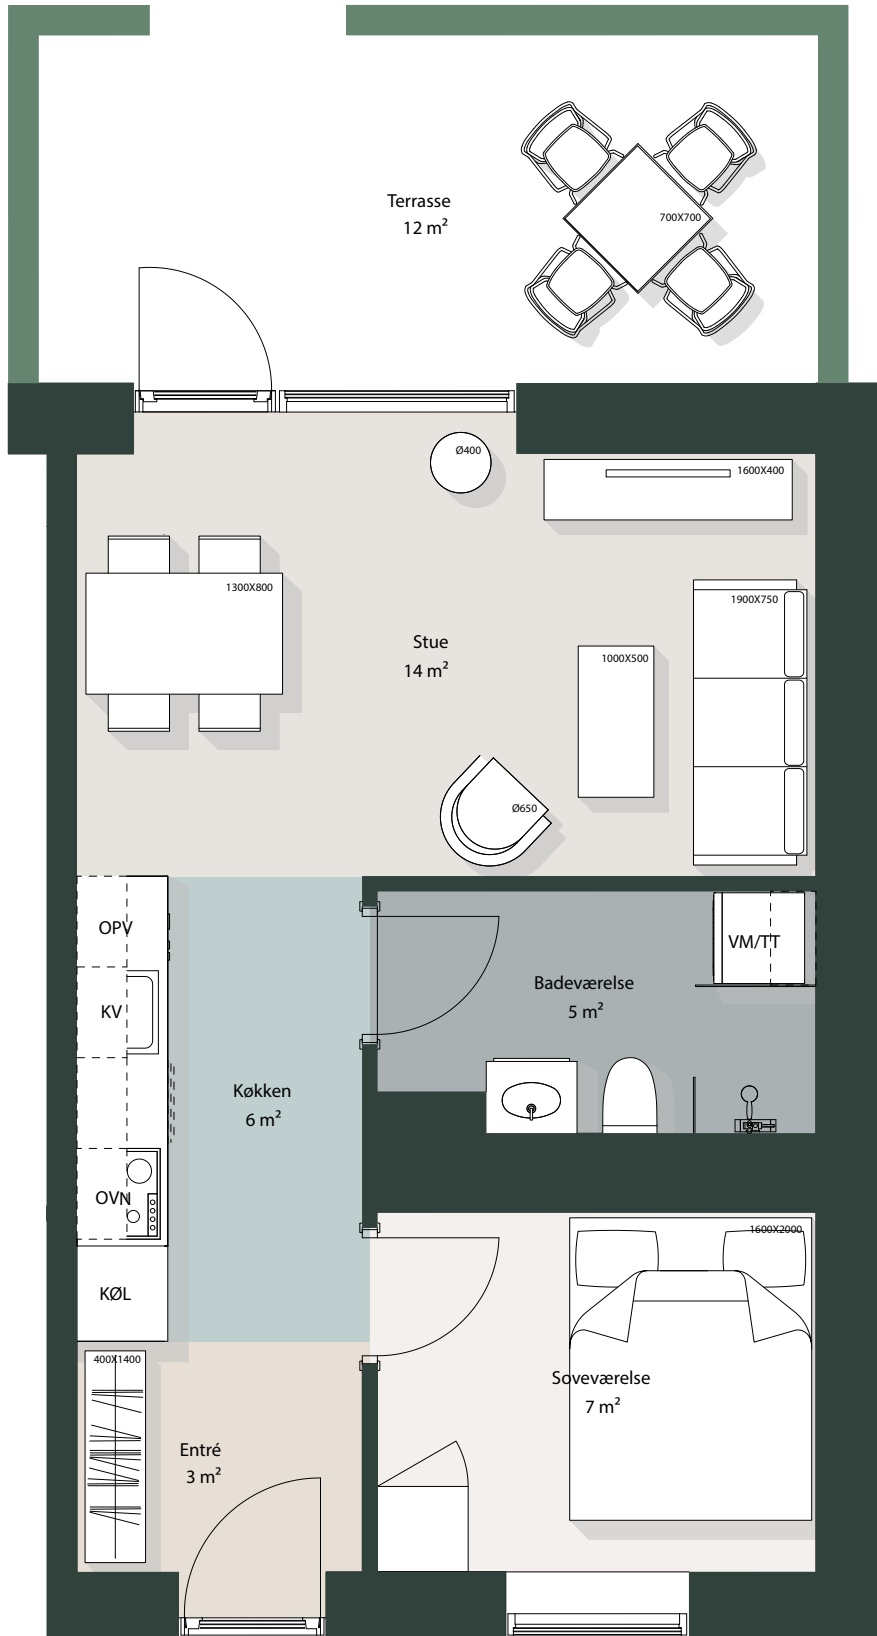 Terrasse
12 m²
700X700
Ø400
1600X400
1300X800
1900X750
Stue
14 m²
1000X500
Ø650
OPV
VM/TT
Badeværelse
5 m²
KV
Køkken
6 m²
OVN
1600X2000
KØL
400X1400
Soveværelse
7 m²
Entré
3 m²